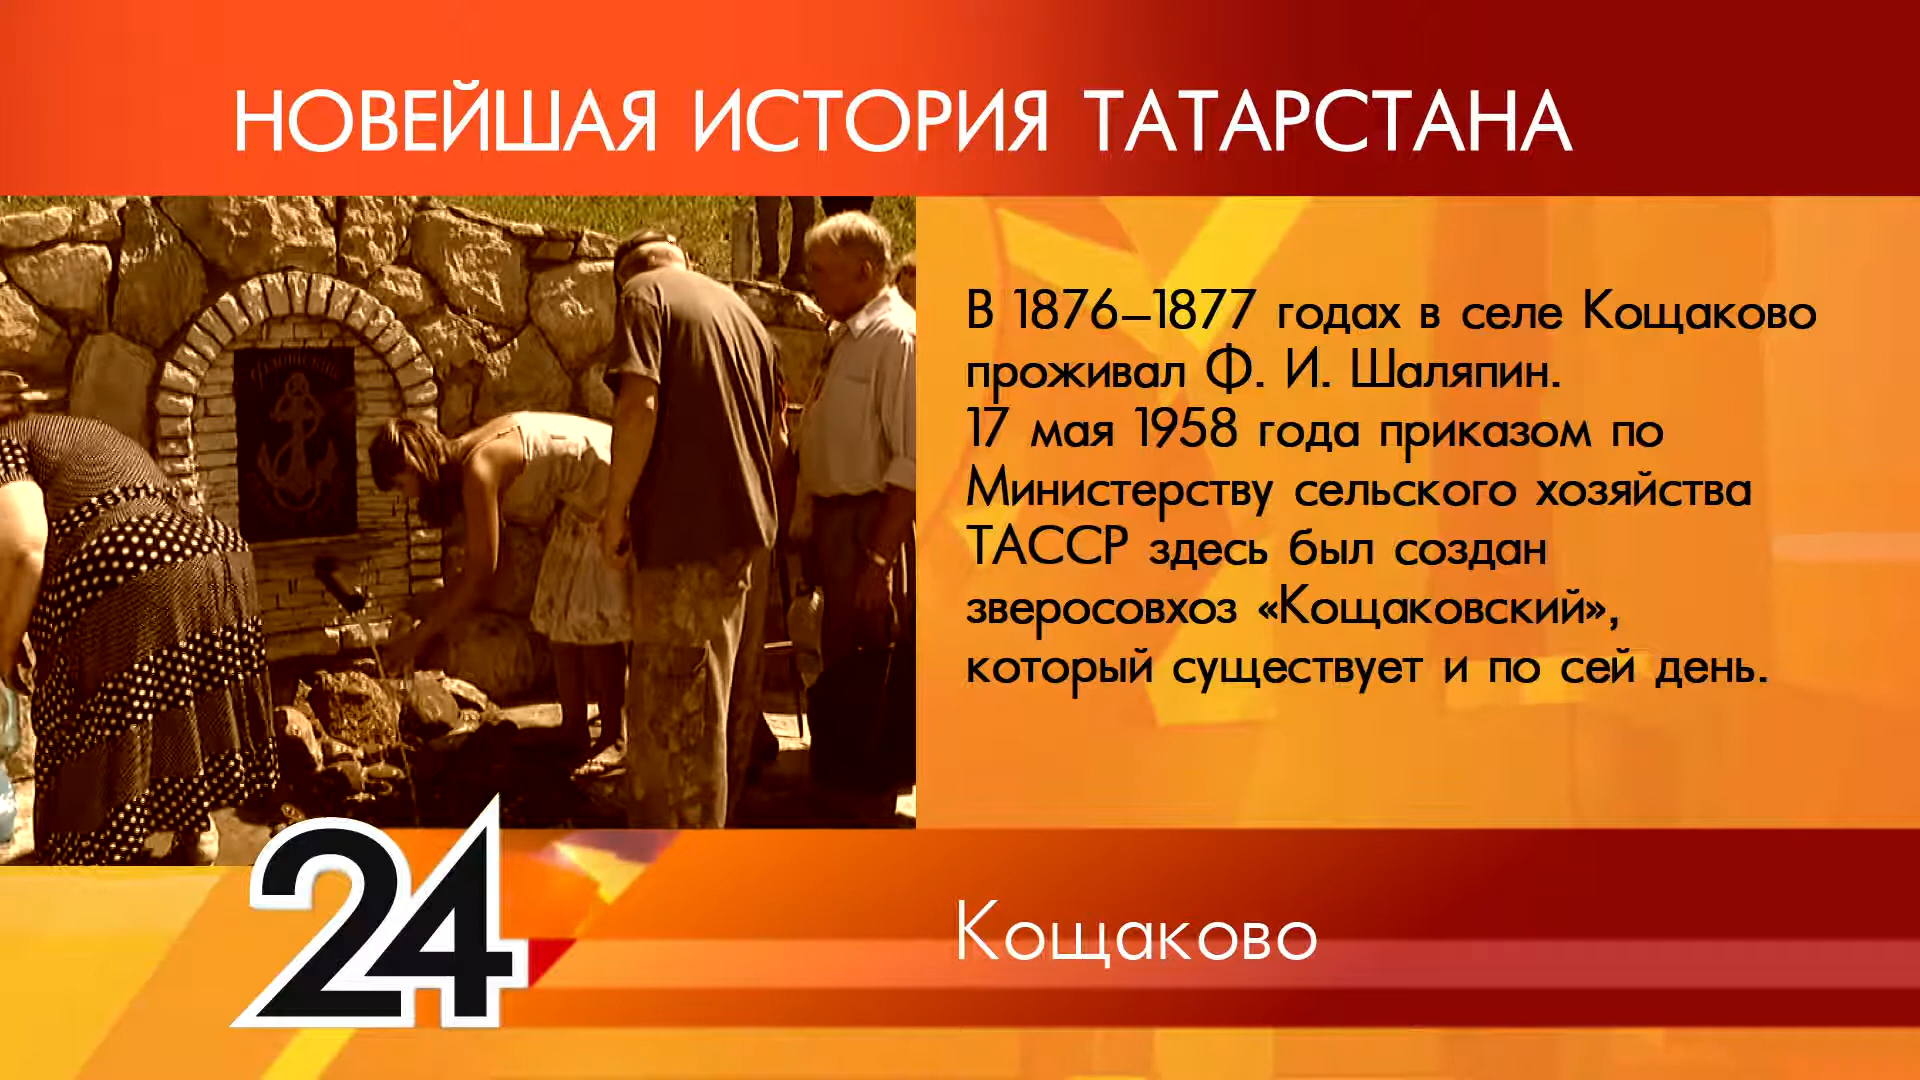 НОВЕЙШАЯ ИСТОРИЯ ТАТАРСТАНА
В 1876–1877 годах в селе Кощаково
проживал Ф. И. Шаляпин.
17 мая 1958 года приказом по
Министерству сельского хозяйства
ТАССР здесь был создан
зверосовхоз «Кощаковский»,
который существует и по сей день.
24
Кощаково